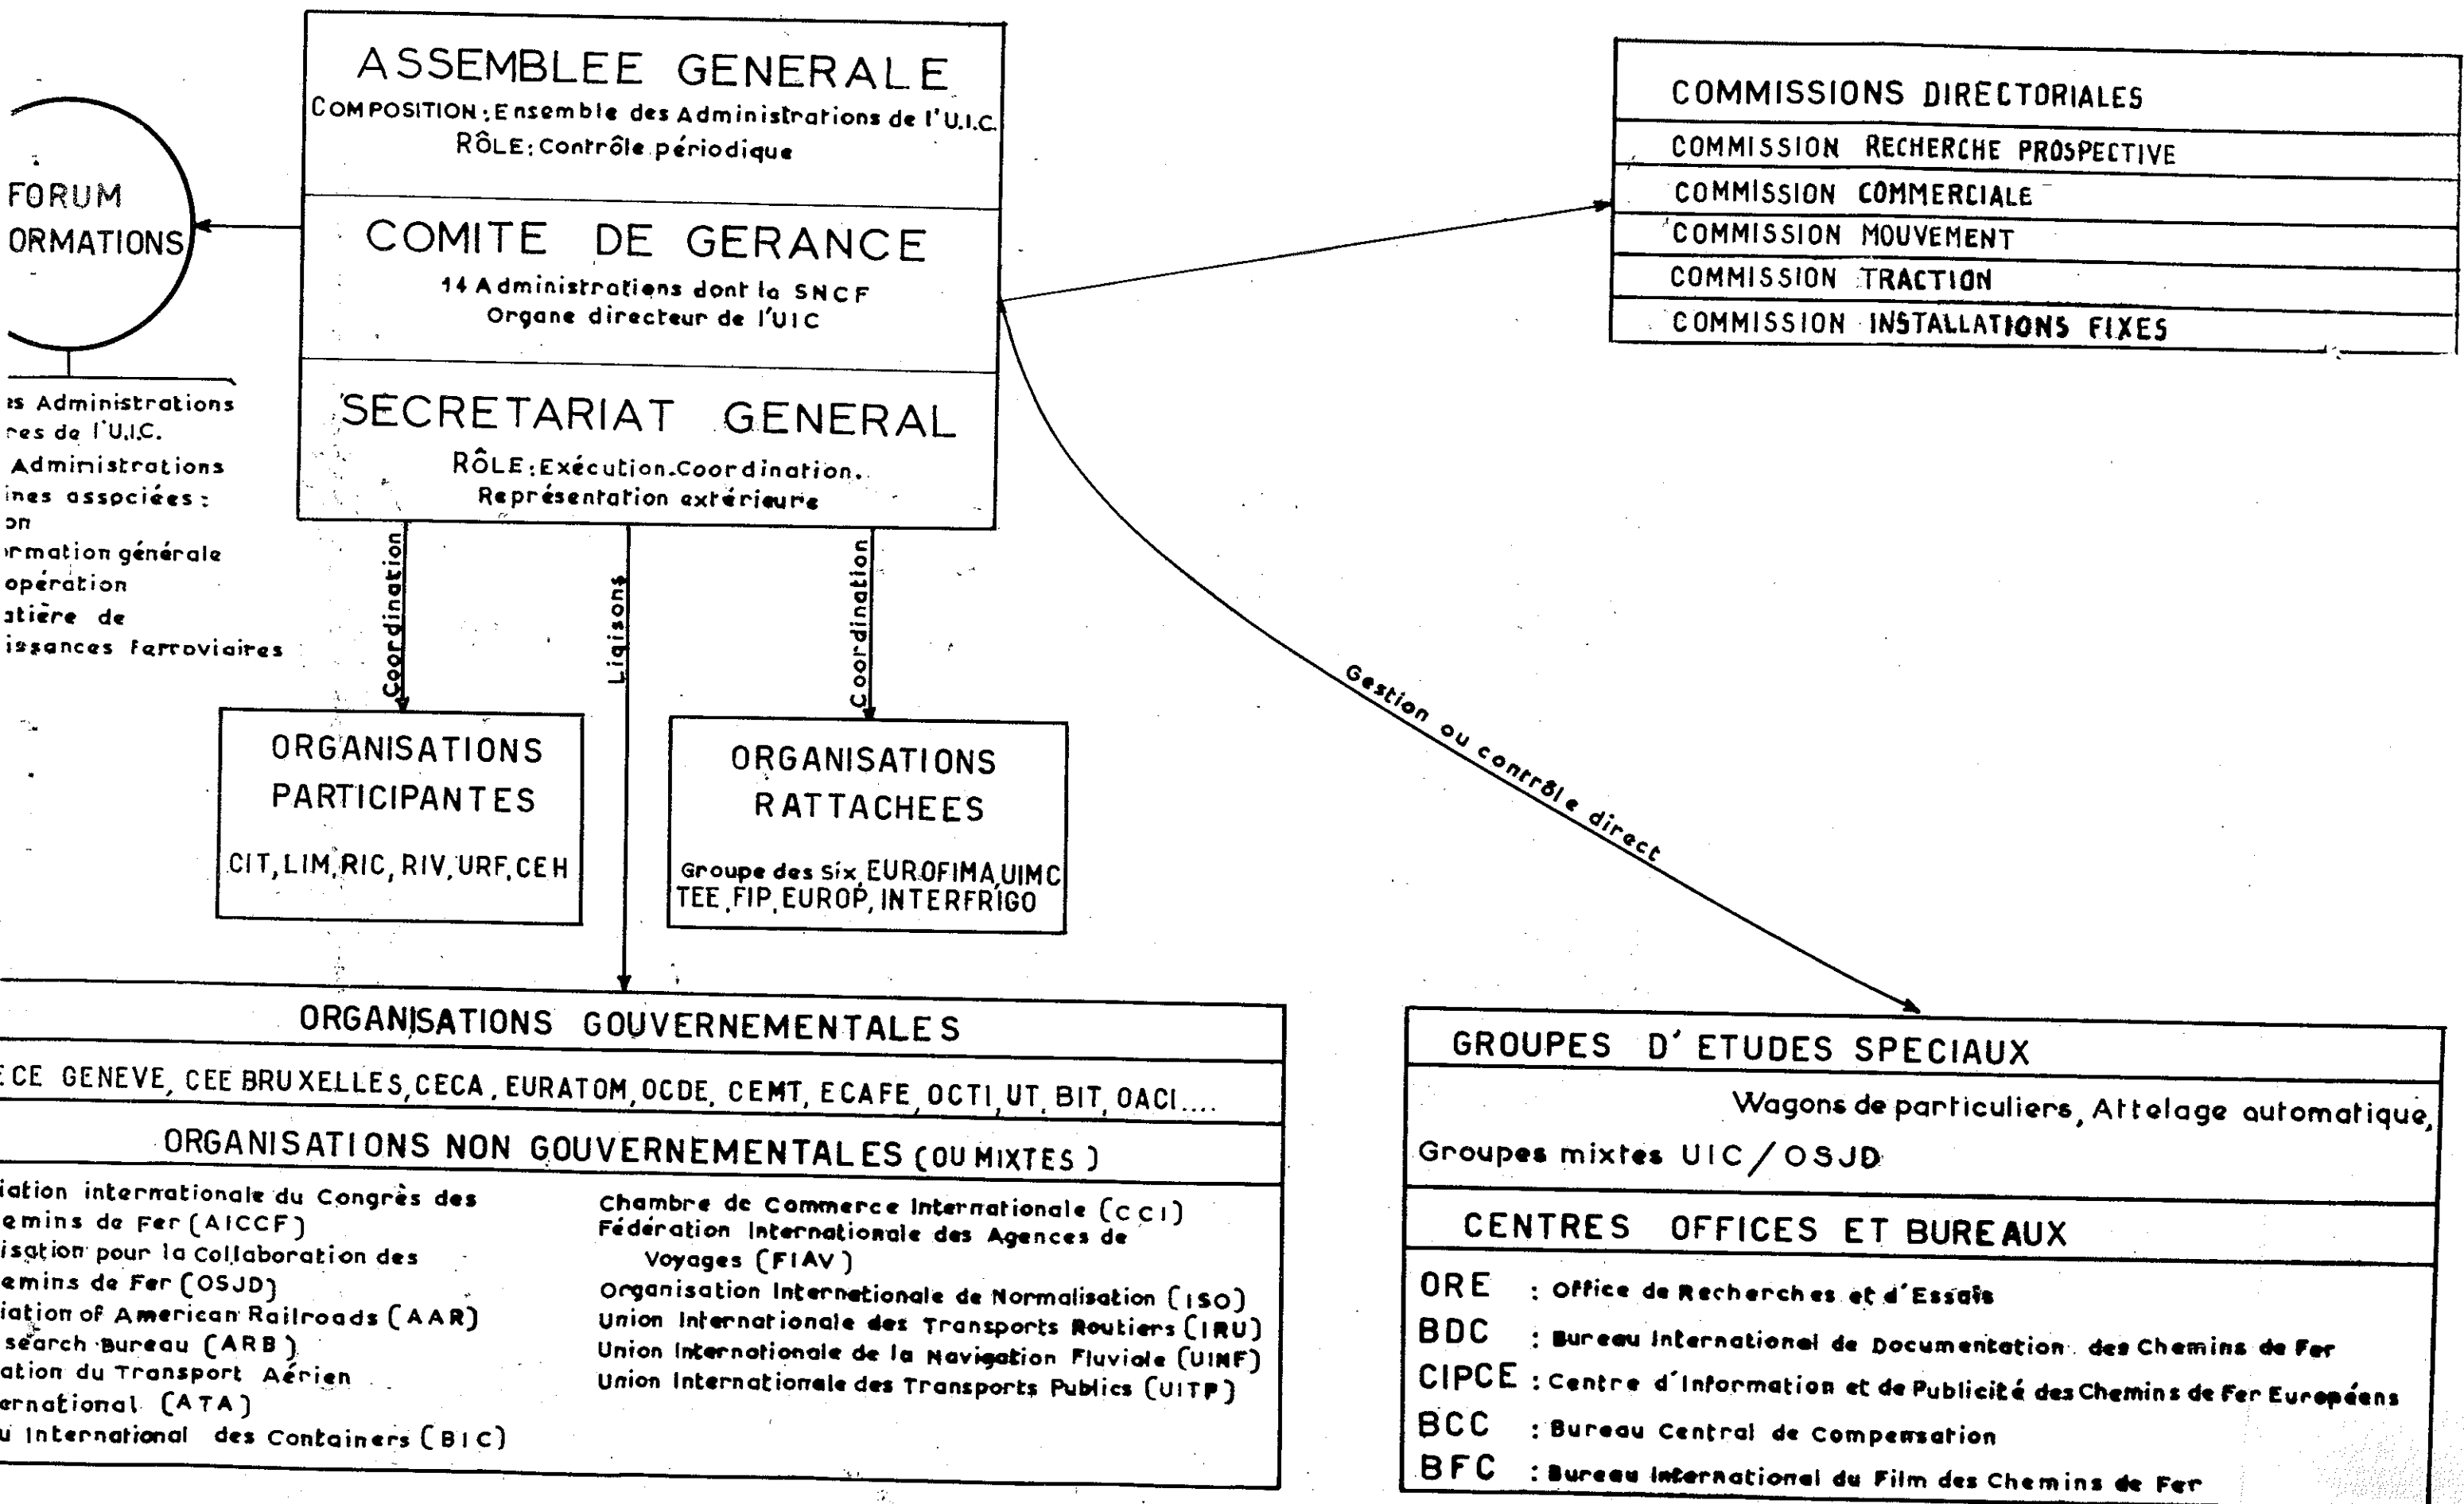 ASSEMBLEE GENERALE
COMPOSITION: Ensemble des Administrations de l'U.I.C.
RÔLE: Contrôle périodique
COMITE DE GERANCE
14 Administrations dont la SNCF
Organe directeur de l'UIC
SECRETARIAT GENERAL
RÔLE: Exécution.Coordination.
Représentation extérieure
FORUM
ORMATIONS
es Administrations
res de l'U.I.C.
Administrations
ines associées:
on
rmation générale
opération
atière de
issances ferroviaires
COMMISSIONS DIRECTORIALES
COMMISSION RECHERCHE PROSPECTIVE
COMMISSION COMMERCIALE
COMMISSION MOUVEMENT
COMMISSION TRACTION
COMMISSION INSTALLATIONS FIXES
Coordination
Liaisons
Coordination
Gestion ou contrôle direct
ORGANISATIONS
PARTICIPANTES
CIT, LIM, RIC, RIV, URF, CEH
ORGANISATIONS
RATTACHEES
Groupe des Six, EUROFIMA, UIMC
TEE, FIP, EUROP, INTERFRIGO
ORGANISATIONS GOUVERNEMENTALES
ECE GENEVE, CEE BRUXELLES, CECA, EURATOM, OCDE, CEMT, ECAFE, OCTI, UT, BIT, OACI....
ORGANISATIONS NON GOUVERNEMENTALES (OU MIXTES)
iation internationale du Congrès des
emins de Fer (AICCF)
isation pour la Collaboration des
emins de Fer (OSJD)
iation of American Railroads (AAR)
search Bureau (ARB)
ation du Transport Aérien
ernational (ATA)
u International des Containers (BIC)
Chambre de Commerce Internationale (CCI)
Fédération Internationale des Agences de
Voyages (FIAV)
Organisation Internationale de Normalisation (ISO)
Union Internationale des Transports Routiers (IRU)
Union Internationale de la Navigation Fluviale (UINF)
Union Internationale des Transports Publics (UITP)
GROUPES D'ETUDES SPECIAUX
Wagons de particuliers, Attelage automatique,
Groupes mixtes UIC/OSJD
CENTRES OFFICES ET BUREAUX
ORE : Office de Recherches et d'Essais
BDC : Bureau International de Documentation des Chemins de Fer
CIPCE : Centre d'Information et de Publicité des Chemins de Fer Européens
BCC : Bureau Central de Compensation
BFC : Bureau International du Film des Chemins de Fer